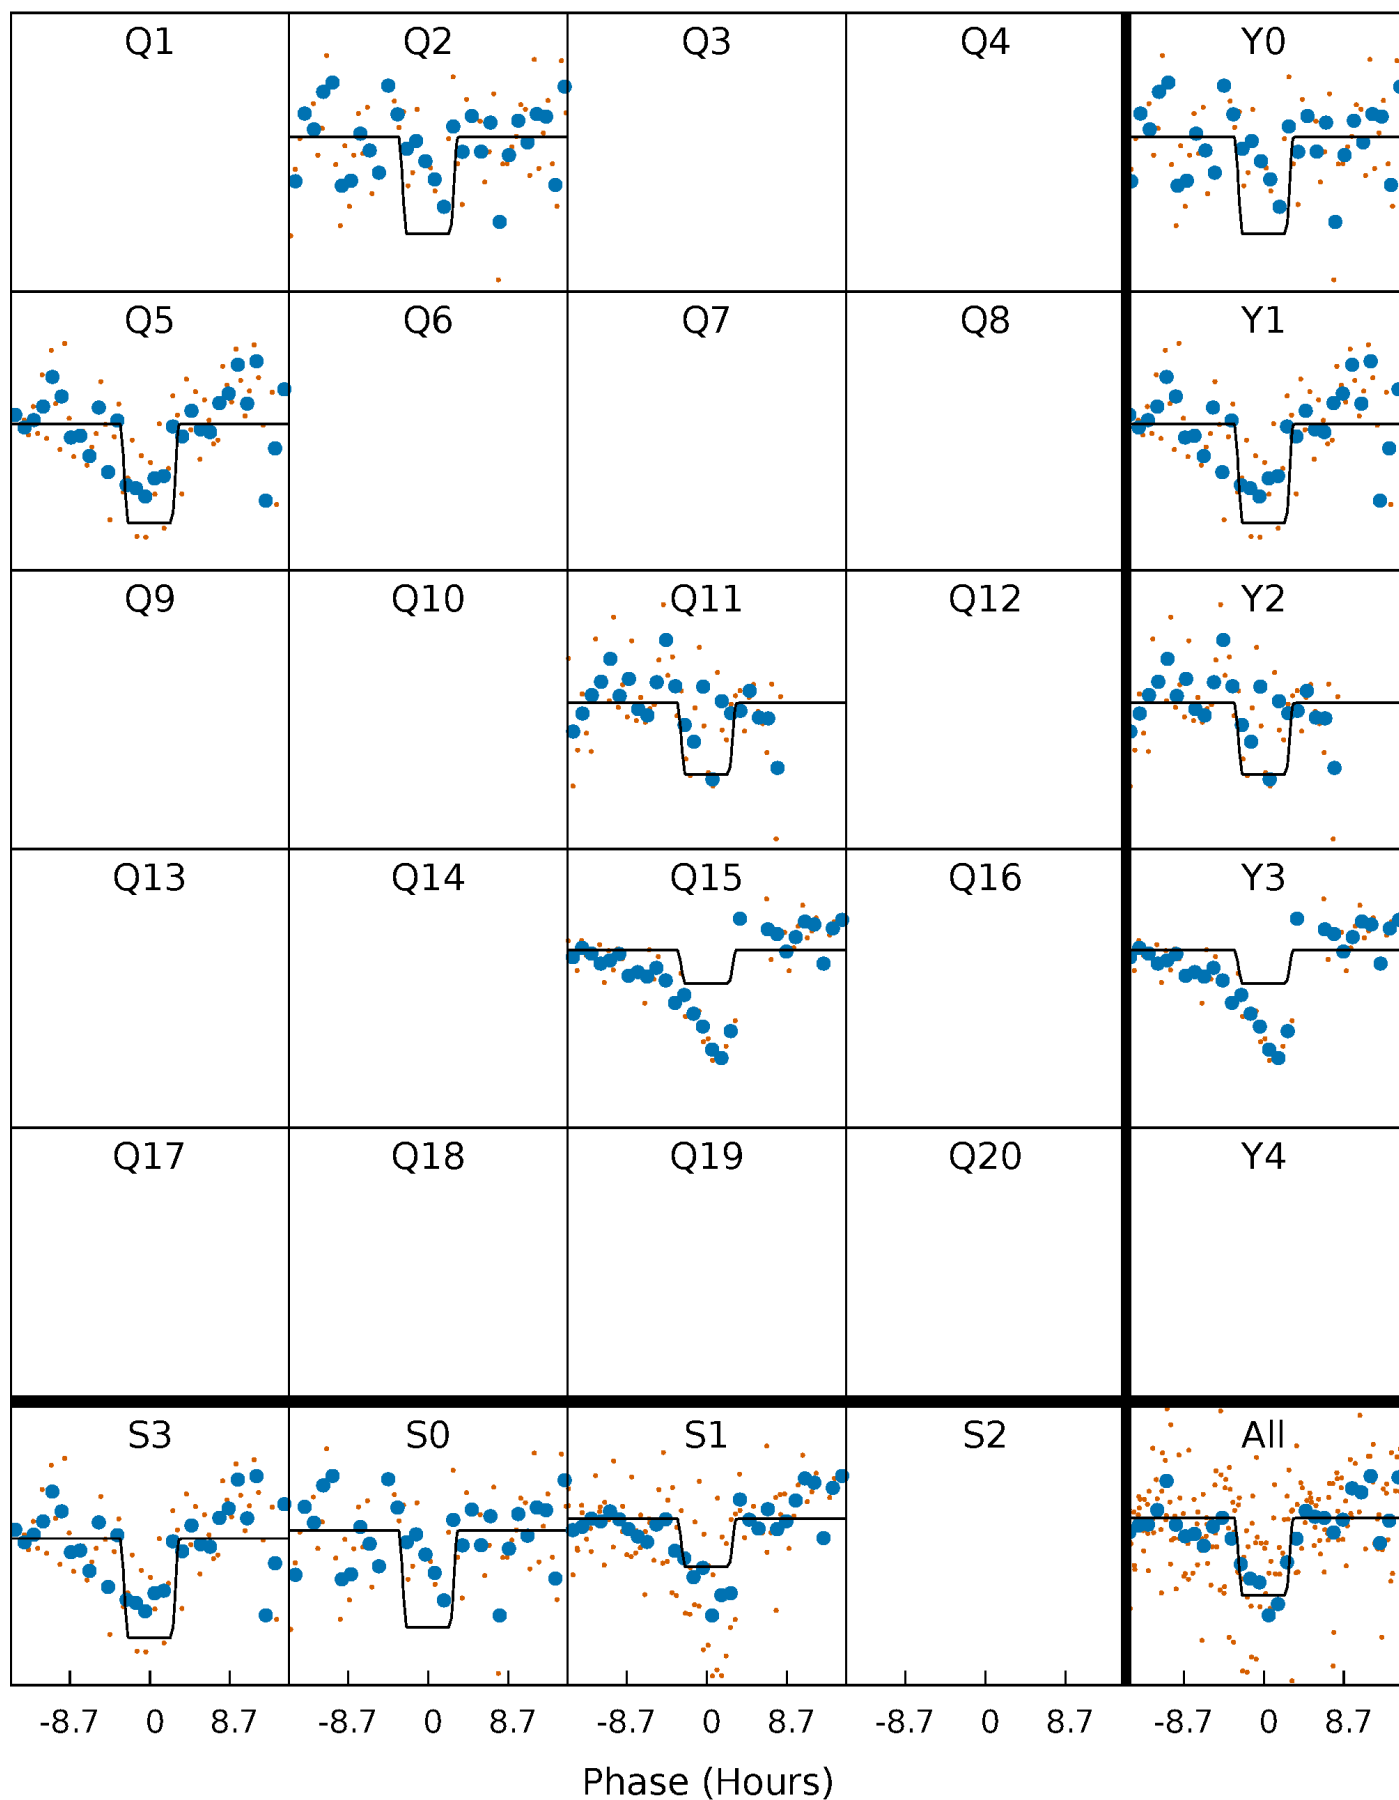 Q1 Q2 Q3 Q4 Y0
Q5 Q6 Q7 Q8 Y1
Q9 Q10 Q11 Q12 Y2
Q13 Q14 Q15 Q16 Y3
Q17 Q18 Q19 Q20 Y4
S3 S0 S1 S2 All
-8.7 0 8.7 -8.7 0 8.7 -8.7 0 8.7 -8.7 0 8.7 -8.7 0 8.7
Phase (Hours)